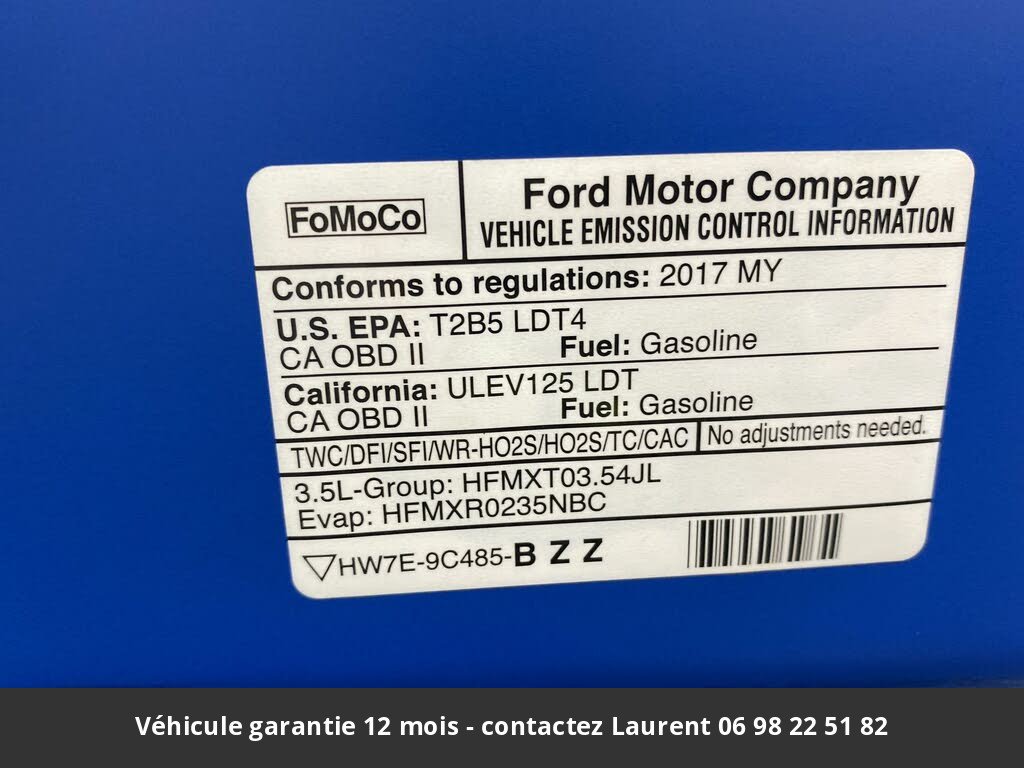 FoMoCo
Ford Motor Company
VEHICLE EMISSION CONTROL INFORMATION
Conforms to regulations: 2017 MY
U.S. EPA: T2B5 LDT4
CA OBD II Fuel: Gasoline
California: ULEV125 LDT
CA OBD II Fuel: Gasoline
TWC/DFI/SFI/WR-HO2S/HO2S/TC/CAC No adjustments needed.
3.5L-Group: HFMXT03.54JL
Evap: HFMXR0235NBC
HW7E-9C485-B Z Z
Véhicule garantie 12 mois - contactez Laurent 06 98 22 51 82